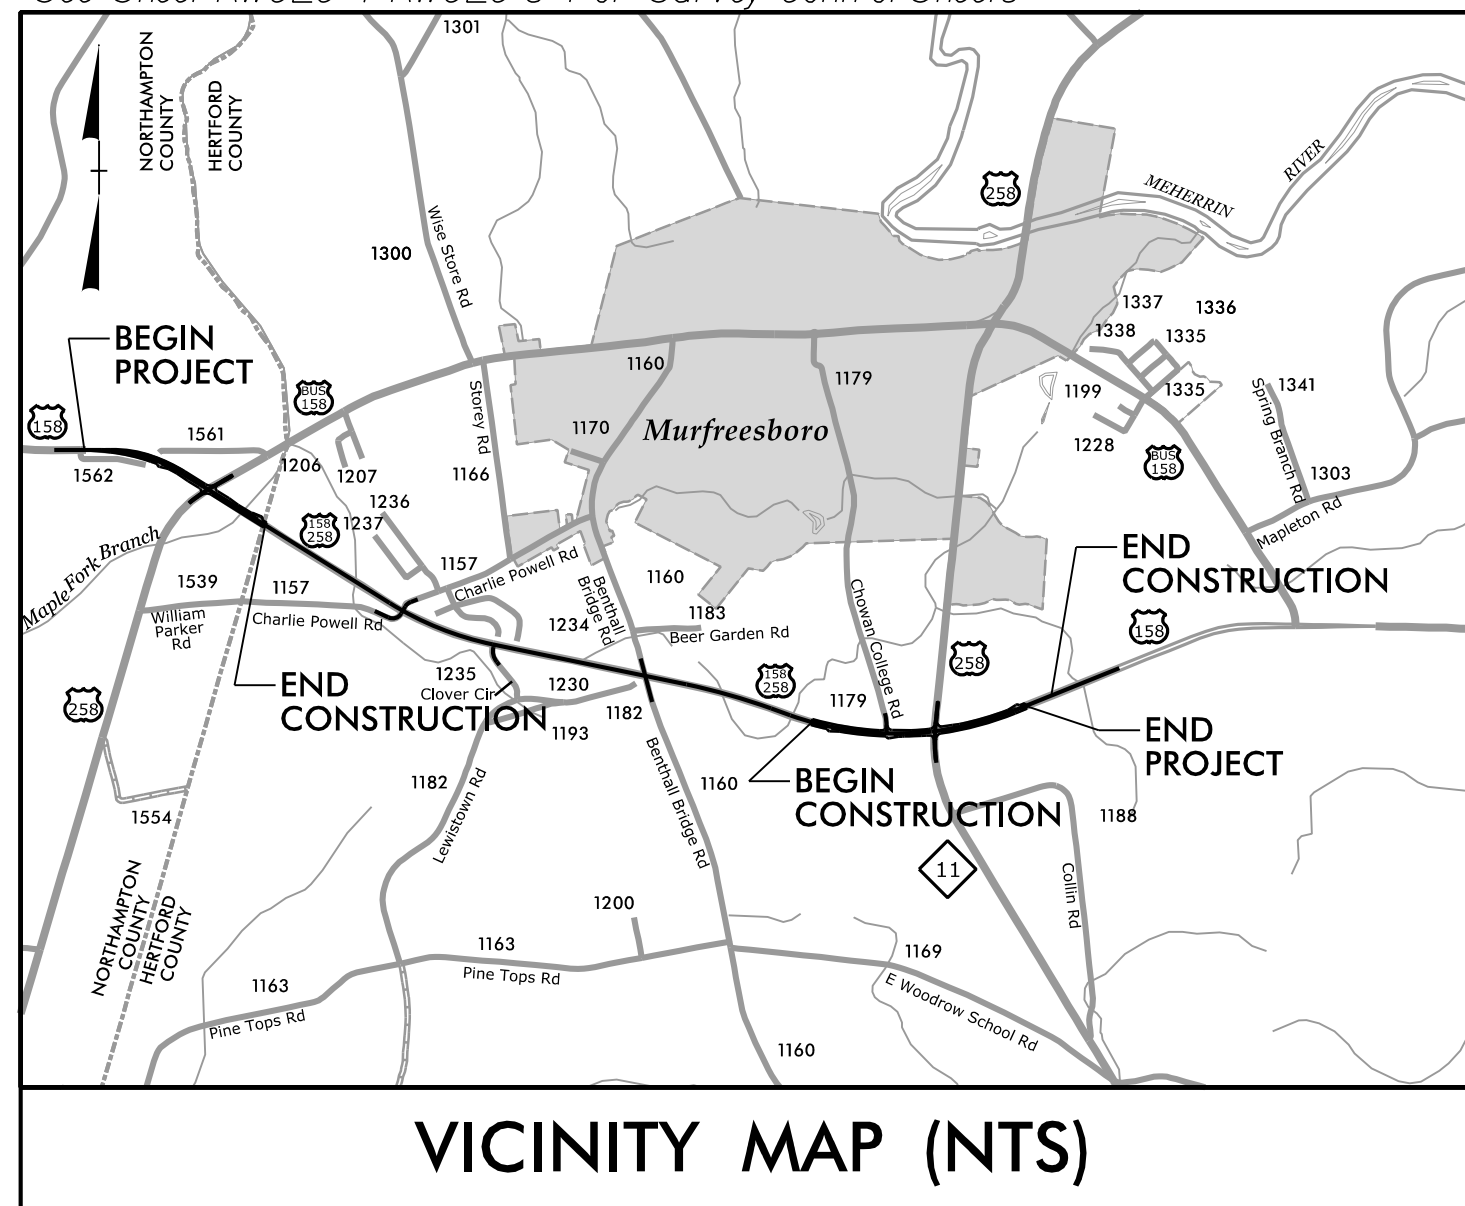 1301
NORTHAMPTON
COUNTY
HERTFORD
COUNTY
258
MEHERRIN
RIVER
Wise Store Rd
1300
1337
1336
1338
1335
BEGIN
PROJECT
1160
1179
BUS
158
Storey Rd
1199
1335
Spring Branch Rd
1341
158
1561
1170
Murfreesboro
1228
BUS
158
1303
1562
1206
1207
1166
1236
1237
158
258
Mapleton Rd
Maple Fork Branch
1157
Charlie Powell Rd
END
CONSTRUCTION
1539
1157
Benthall
Bridge Rd
1160
Chowan College Rd
William
Parker
Rd
Charlie Powell Rd
1234
1183
Beer Garden Rd
158
258
258
END
CONSTRUCTION
1235
Clover Cir
1230
158
258
1179
1182
1193
END
PROJECT
1182
Lewistown Rd
Benthall Bridge Rd
1160
BEGIN
CONSTRUCTION
1554
1188
11
Collin Rd
NORTHAMPTON
COUNTY
HERTFORD
COUNTY
1200
1163
Pine Tops Rd
1169
E Woodrow School Rd
1163
Pine Tops Rd
1160
VICINITY MAP (NTS)